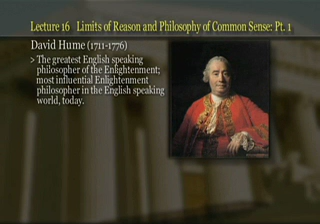 Lecture 16 Limits of Reason and Philosophy of Common Sense: Pt. 1
David Hume (1711-1776)
> The greatest English speaking
philosopher of the Enlightenment;
most influential Enlightenment
philosopher in the English speaking
world, today.